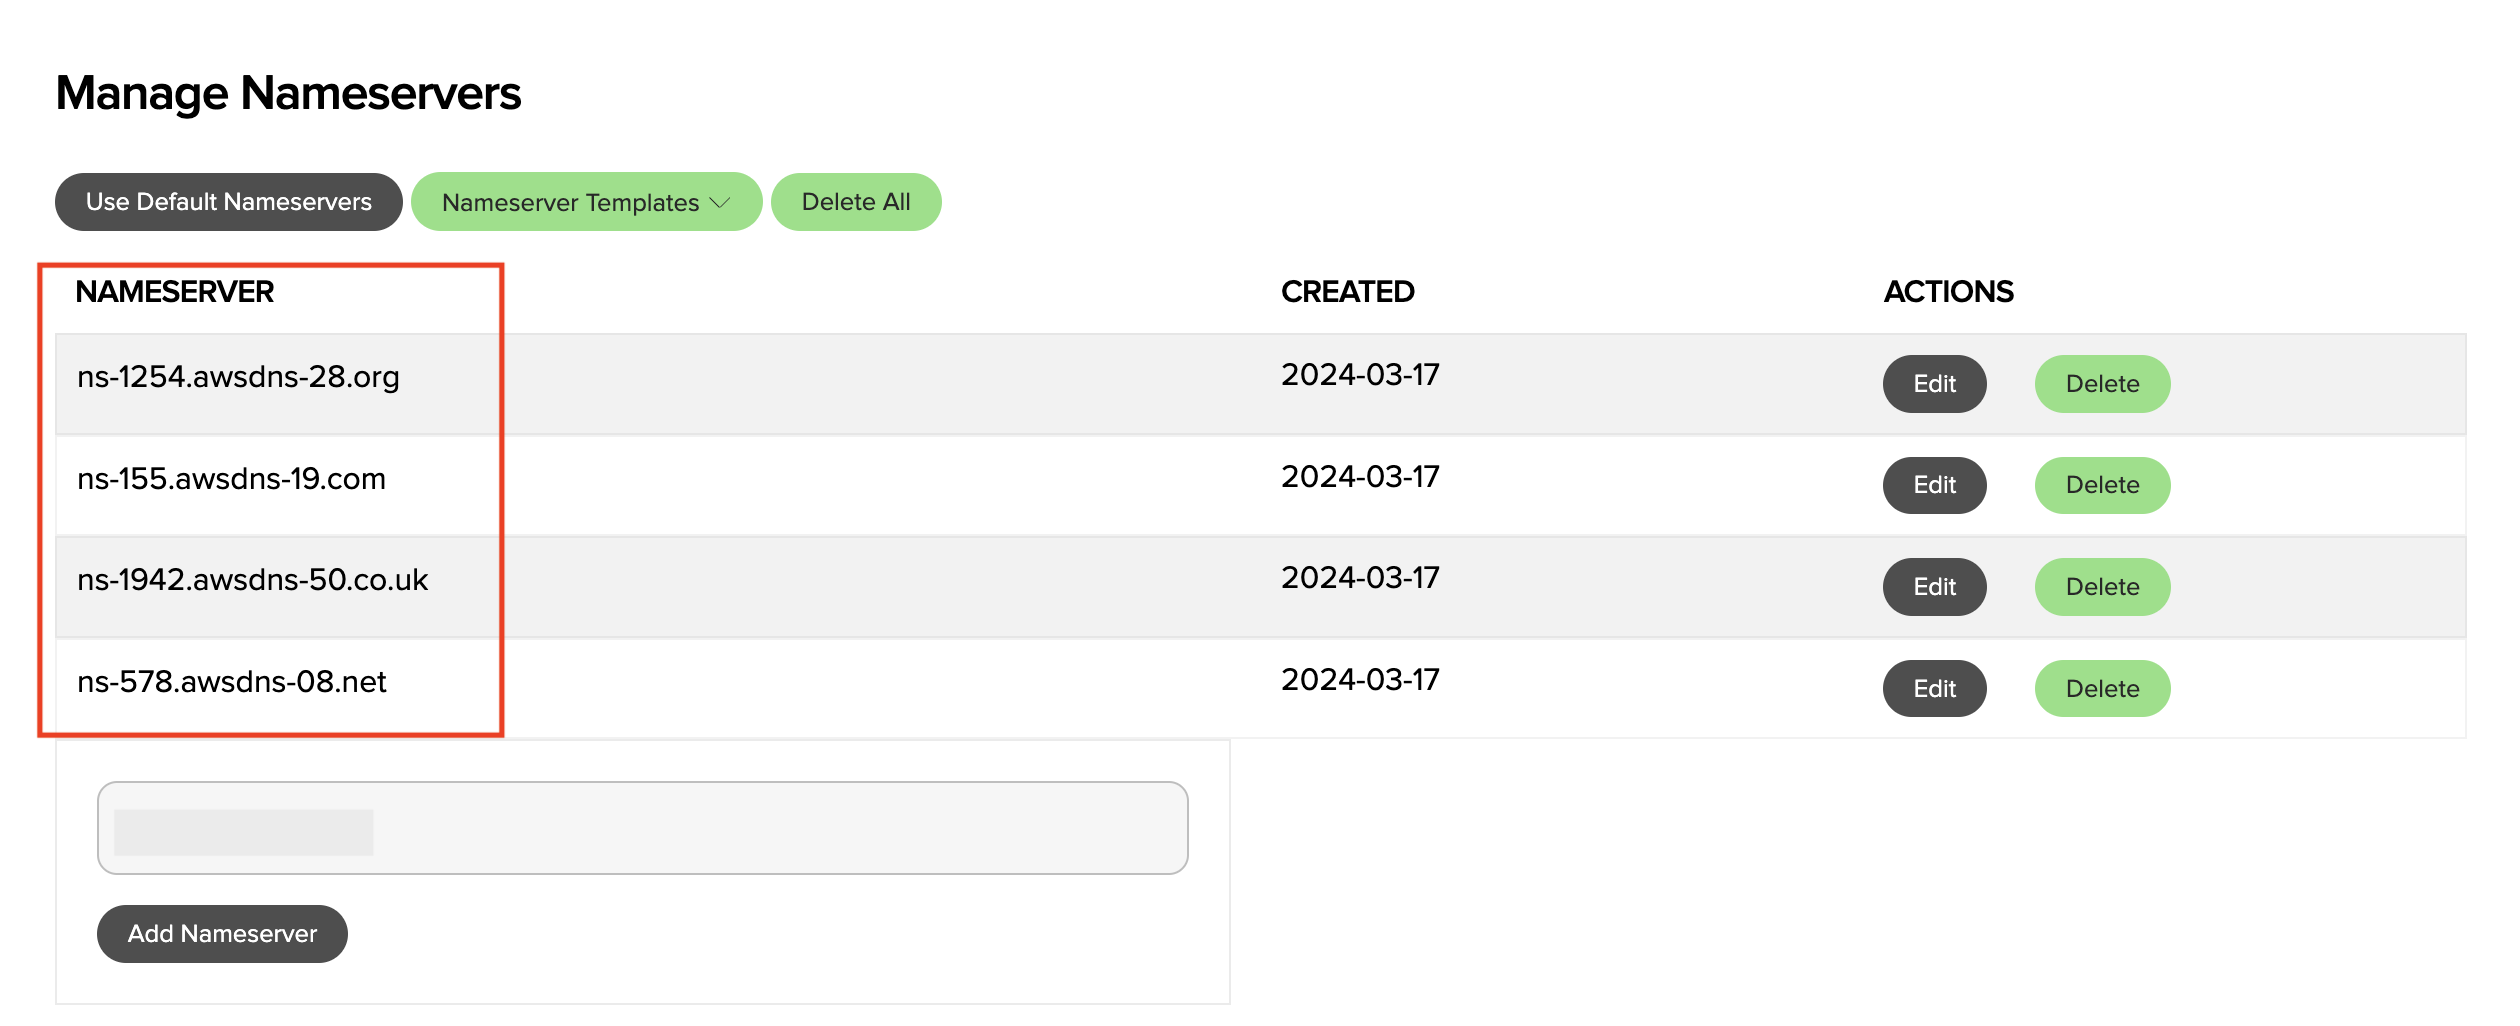 Manage Nameservers
Use Default Nameservers Nameserver Templates Delete All
NAMESERVER CREATED ACTIONS
ns-1254.awsdns-28.org 2024-03-17 Edit Delete
ns-155.awsdns-19.com 2024-03-17 Edit Delete
ns-1942.awsdns-50.co.uk 2024-03-17 Edit Delete
ns-578.awsdns-08.net 2024-03-17 Edit Delete
Add Nameserver